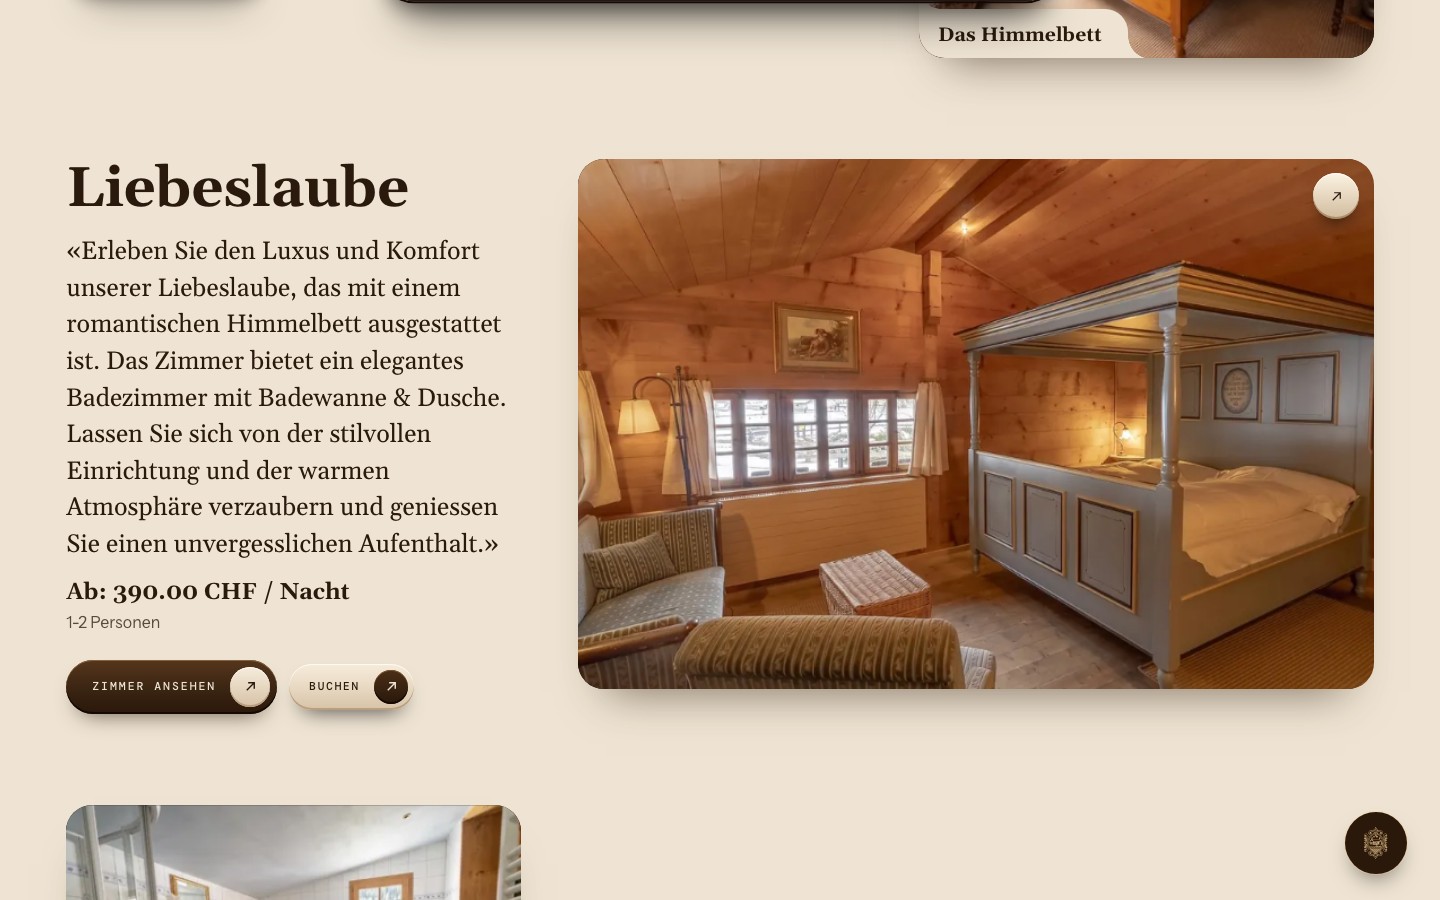 Das Himmelbett
Liebeslaube
«Erleben Sie den Luxus und Komfort
unserer Liebeslaube, das mit einem
romantischen Himmelbett ausgestattet
ist. Das Zimmer bietet ein elegantes
Badezimmer mit Badewanne & Dusche.
Lassen Sie sich von der stilvollen
Einrichtung und der warmen
Atmosphäre verzaubern und geniessen
Sie einen unvergesslichen Aufenthalt.»
Ab: 390.00 CHF / Nacht
1-2 Personen
ZIMMER ANSEHEN
BUCHEN